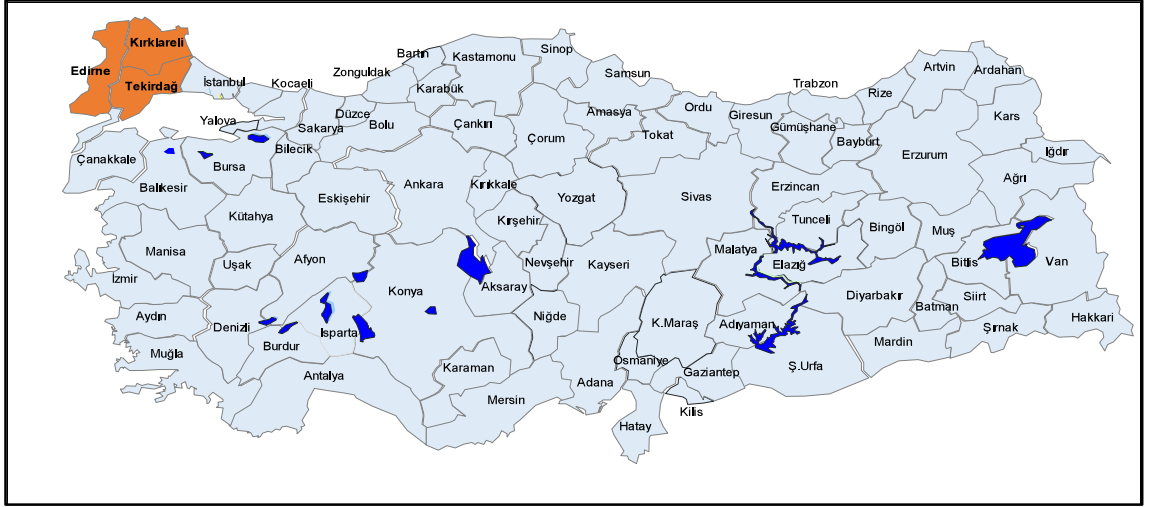 Kırklareli
Edirne
Tekirdağ
İstanbul
Kocaeli
Yaloya
Zonguldak
Bartın
Kastamonu
Sinop
Karabük
Samsun
Düzce
Bolu
Sakarya
Bilecik
Çankırı
Çorum
Amasya
Tokat
Ordu
Giresun
Trabzon
Gümüşhane
Bayburt
Rize
Artvin
Ardahan
Kars
Iğdır
Erzurum
Ağrı
Çanakkale
Balıkesir
Bursa
Kütahya
Eskişehir
Ankara
Kırıkkale
Kırşehir
Yozgat
Sivas
Erzincan
Tunceli
Bingöl
Muş
Bitlis
Van
Manisa
İzmir
Uşak
Afyon
Konya
Aksaray
Nevşehir
Kayseri
Malatya
Elazığ
Diyarbakır
Batman
Siirt
Şırnak
Hakkari
Aydın
Denizli
Burdur
Isparta
Muğla
Antalya
Karaman
Mersin
Niğde
Adana
K.Maraş
Osmaniye
Gaziantep
Kilis
Hatay
Adıyaman
Ş.Urfa
Mardin